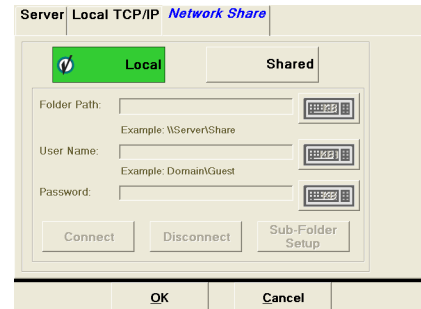 Server Local TCP/IP Network Share
Local Shared
Folder Path:
Example: \\Server\Share
User Name:
Example: Domain\Guest
Password:
Connect Disconnect Sub-Folder
Setup
OK Cancel